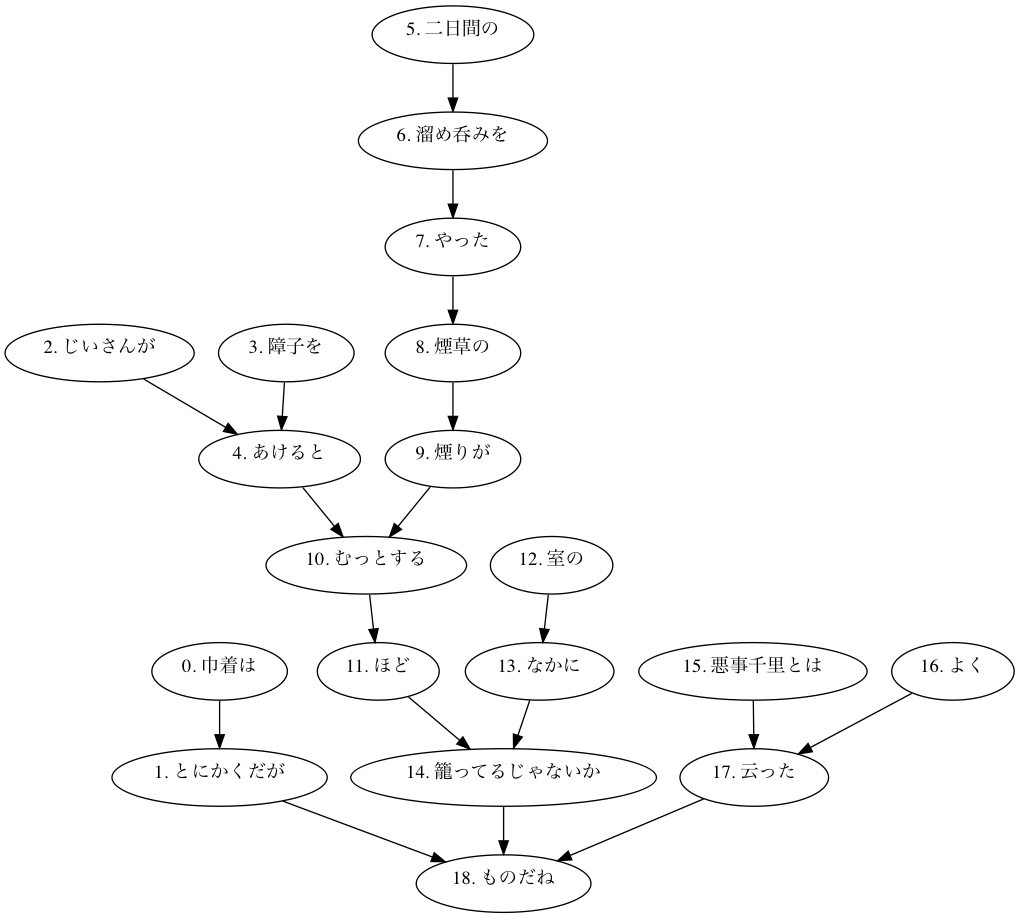 5. 二日間の
6. 溜め呑みを
7. やった
2. じいさんが
3. 障子を
8. 煙草の
4. あけると
9. 煙りが
10. むっとする
12. 室の
0. 巾着は
11. ほど
13. なかに
15. 悪事千里とは
16. よく
1. とにかくだが
14. 籠ってるじゃないか
17. 云った
18. ものだね